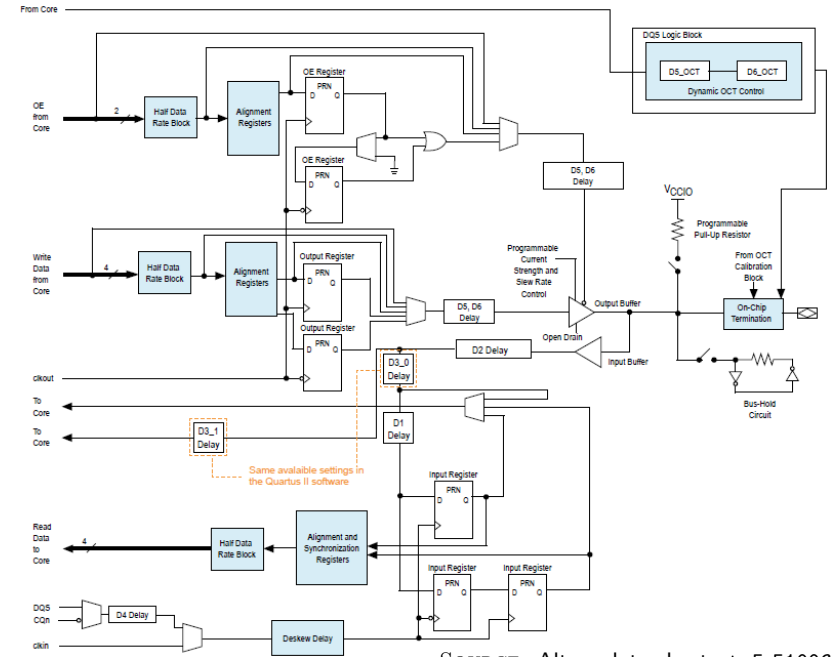 From Core
DQS Logic Block
D5_OCT
D6_OCT
Dynamic OCT Control
OE Register
PRN
D
Q
OE
from
Core
2
Half Data
Rate Block
Alignment
Registers
OE Register
PRN
D
Q
D5, D6
Delay
VCCIO
Programmable
Pull-Up Resistor
Write
Data
from
Core
4
Half Data
Rate Block
Alignment
Registers
Output Register
PRN
D
Q
Output Register
PRN
D
Q
D5, D6
Delay
Programmable
Current
Strength and
Slew Rate
Control
Output Buffer
From OCT
Calibration
Block
On-Chip
Termination
Open Drain
D2 Delay
Input Buffer
Bus-Hold
Circuit
clkout
To
Core
To
Core
D3_0
Delay
D3_1
Delay
D1
Delay
Same avalaible settings in
the Quartus II software
Input Register
PRN
D
Q
Read
Data
to
Core
4
Half Data
Rate Block
Alignment and
Synchronization
Registers
Input Register
PRN
D
Q
Input Register
PRN
D
Q
DQS
CQn
D4 Delay
clkin
Deskew Delay